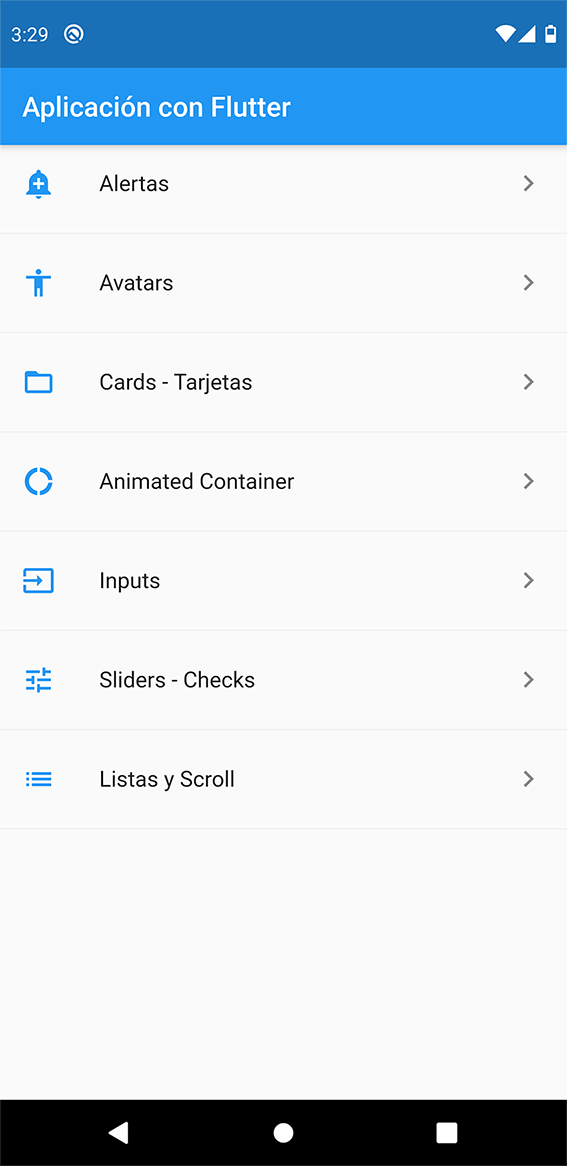 3:29
Aplicación con Flutter
Alertas
Avatars
Cards - Tarjetas
Animated Container
Inputs
Sliders - Checks
Listas y Scroll